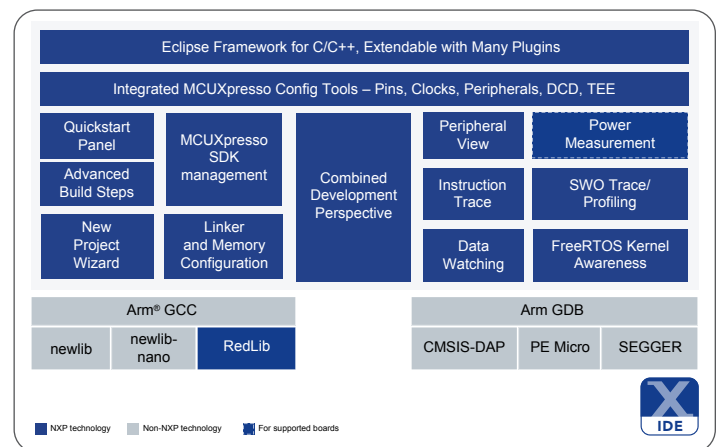 Eclipse Framework for C/C++, Extendable with Many Plugins
Integrated MCUXpresso Config Tools – Pins, Clocks, Peripherals, DCD, TEE
Quickstart
Panel
Advanced
Build Steps
New
Project
Wizard
MCUXpresso
SDK
management
Linker
and Memory
Configuration
Combined
Development
Perspective
Peripheral
View
Power
Measurement
Instruction
Trace
SWO Trace/
Profiling
Data
Watching
FreeRTOS Kernel
Awareness
Arm® GCC
newlib
newlib-
nano
RedLib
Arm GDB
CMSIS-DAP
PE Micro
SEGGER
NXP technology
Non-NXP technology
For supported boards
X
IDE